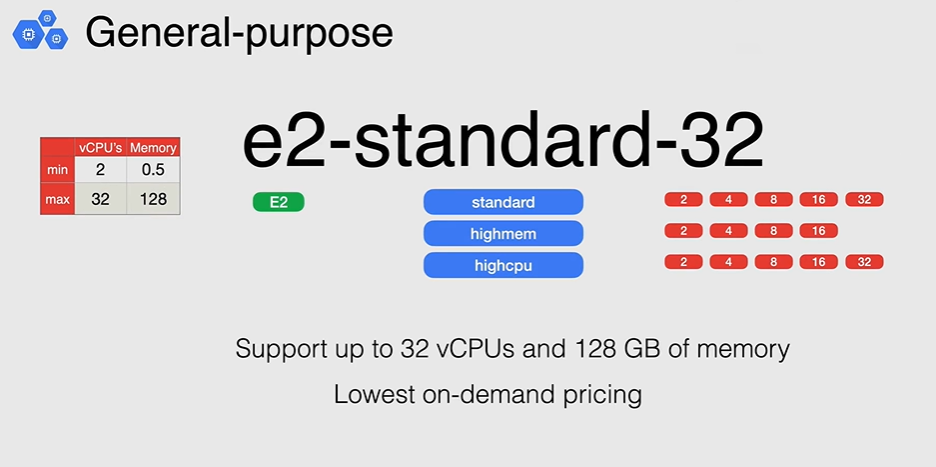 General-purpose
e2-standard-32
vCPU's Memory
min 2 0.5
max 32 128
E2
standard 2 4 8 16 32
highmem 2 4 8 16
highcpu 2 4 8 16 32
Support up to 32 vCPUs and 128 GB of memory
Lowest on-demand pricing